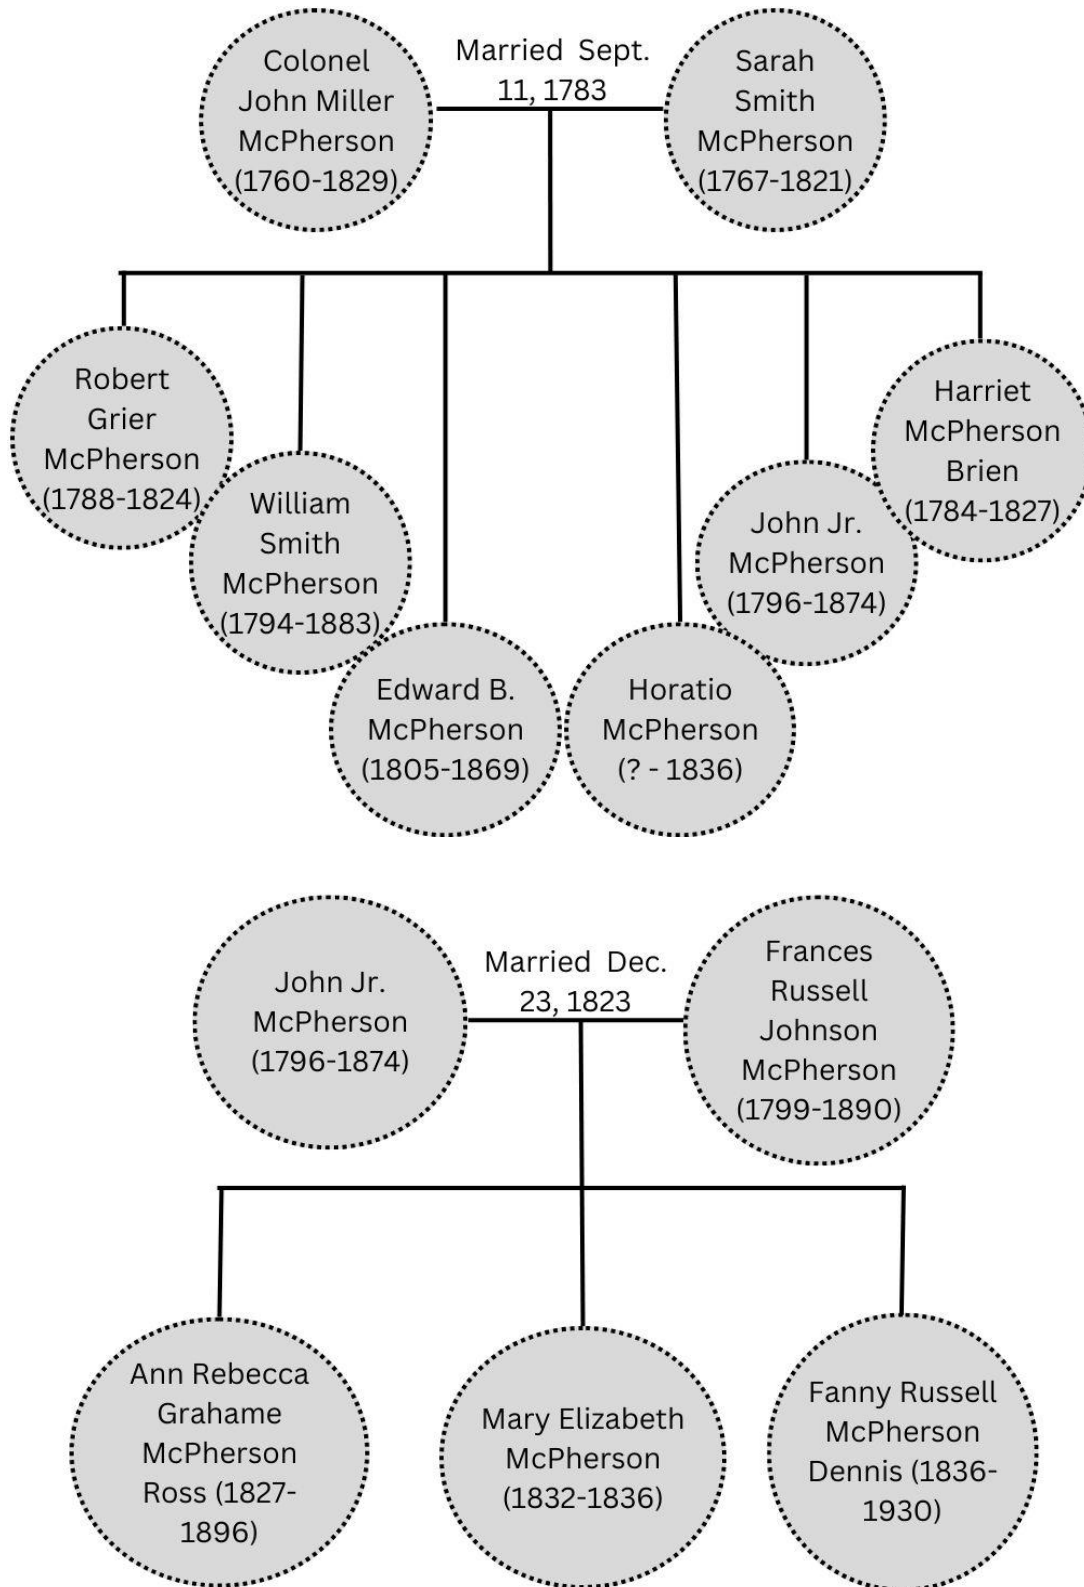 Colonel
John Miller
McPherson
(1760-1829)
Married Sept.
11, 1783
Sarah
Smith
McPherson
(1767-1821)
Robert
Grier
McPherson
(1788-1824)
William
Smith
McPherson
(1794-1883)
Edward B.
McPherson
(1805-1869)
Horatio
McPherson
(? - 1836)
John Jr.
McPherson
(1796-1874)
Harriet
McPherson
Brien
(1784-1827)
John Jr.
McPherson
(1796-1874)
Married Dec.
23, 1823
Frances
Russell
Johnson
McPherson
(1799-1890)
Ann Rebecca
Grahame
McPherson
Ross (1827-
1896)
Mary Elizabeth
McPherson
(1832-1836)
Fanny Russell
McPherson
Dennis (1836-
1930)